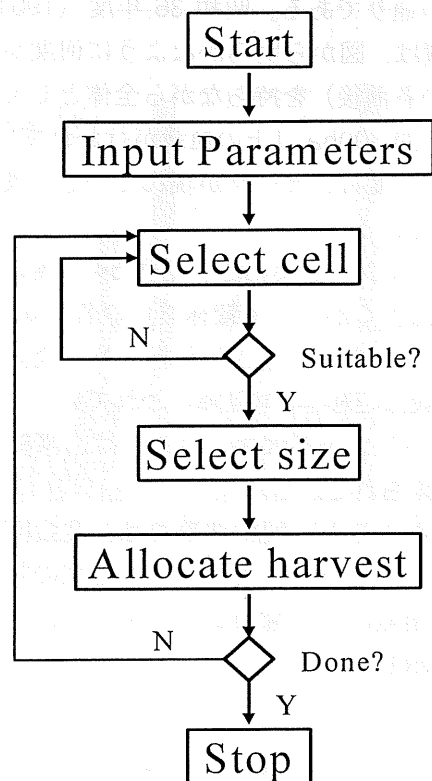 Start
Input Parameters
Select cell
N
Suitable?
Y
Select size
Allocate harvest
N
Done?
Y
Stop